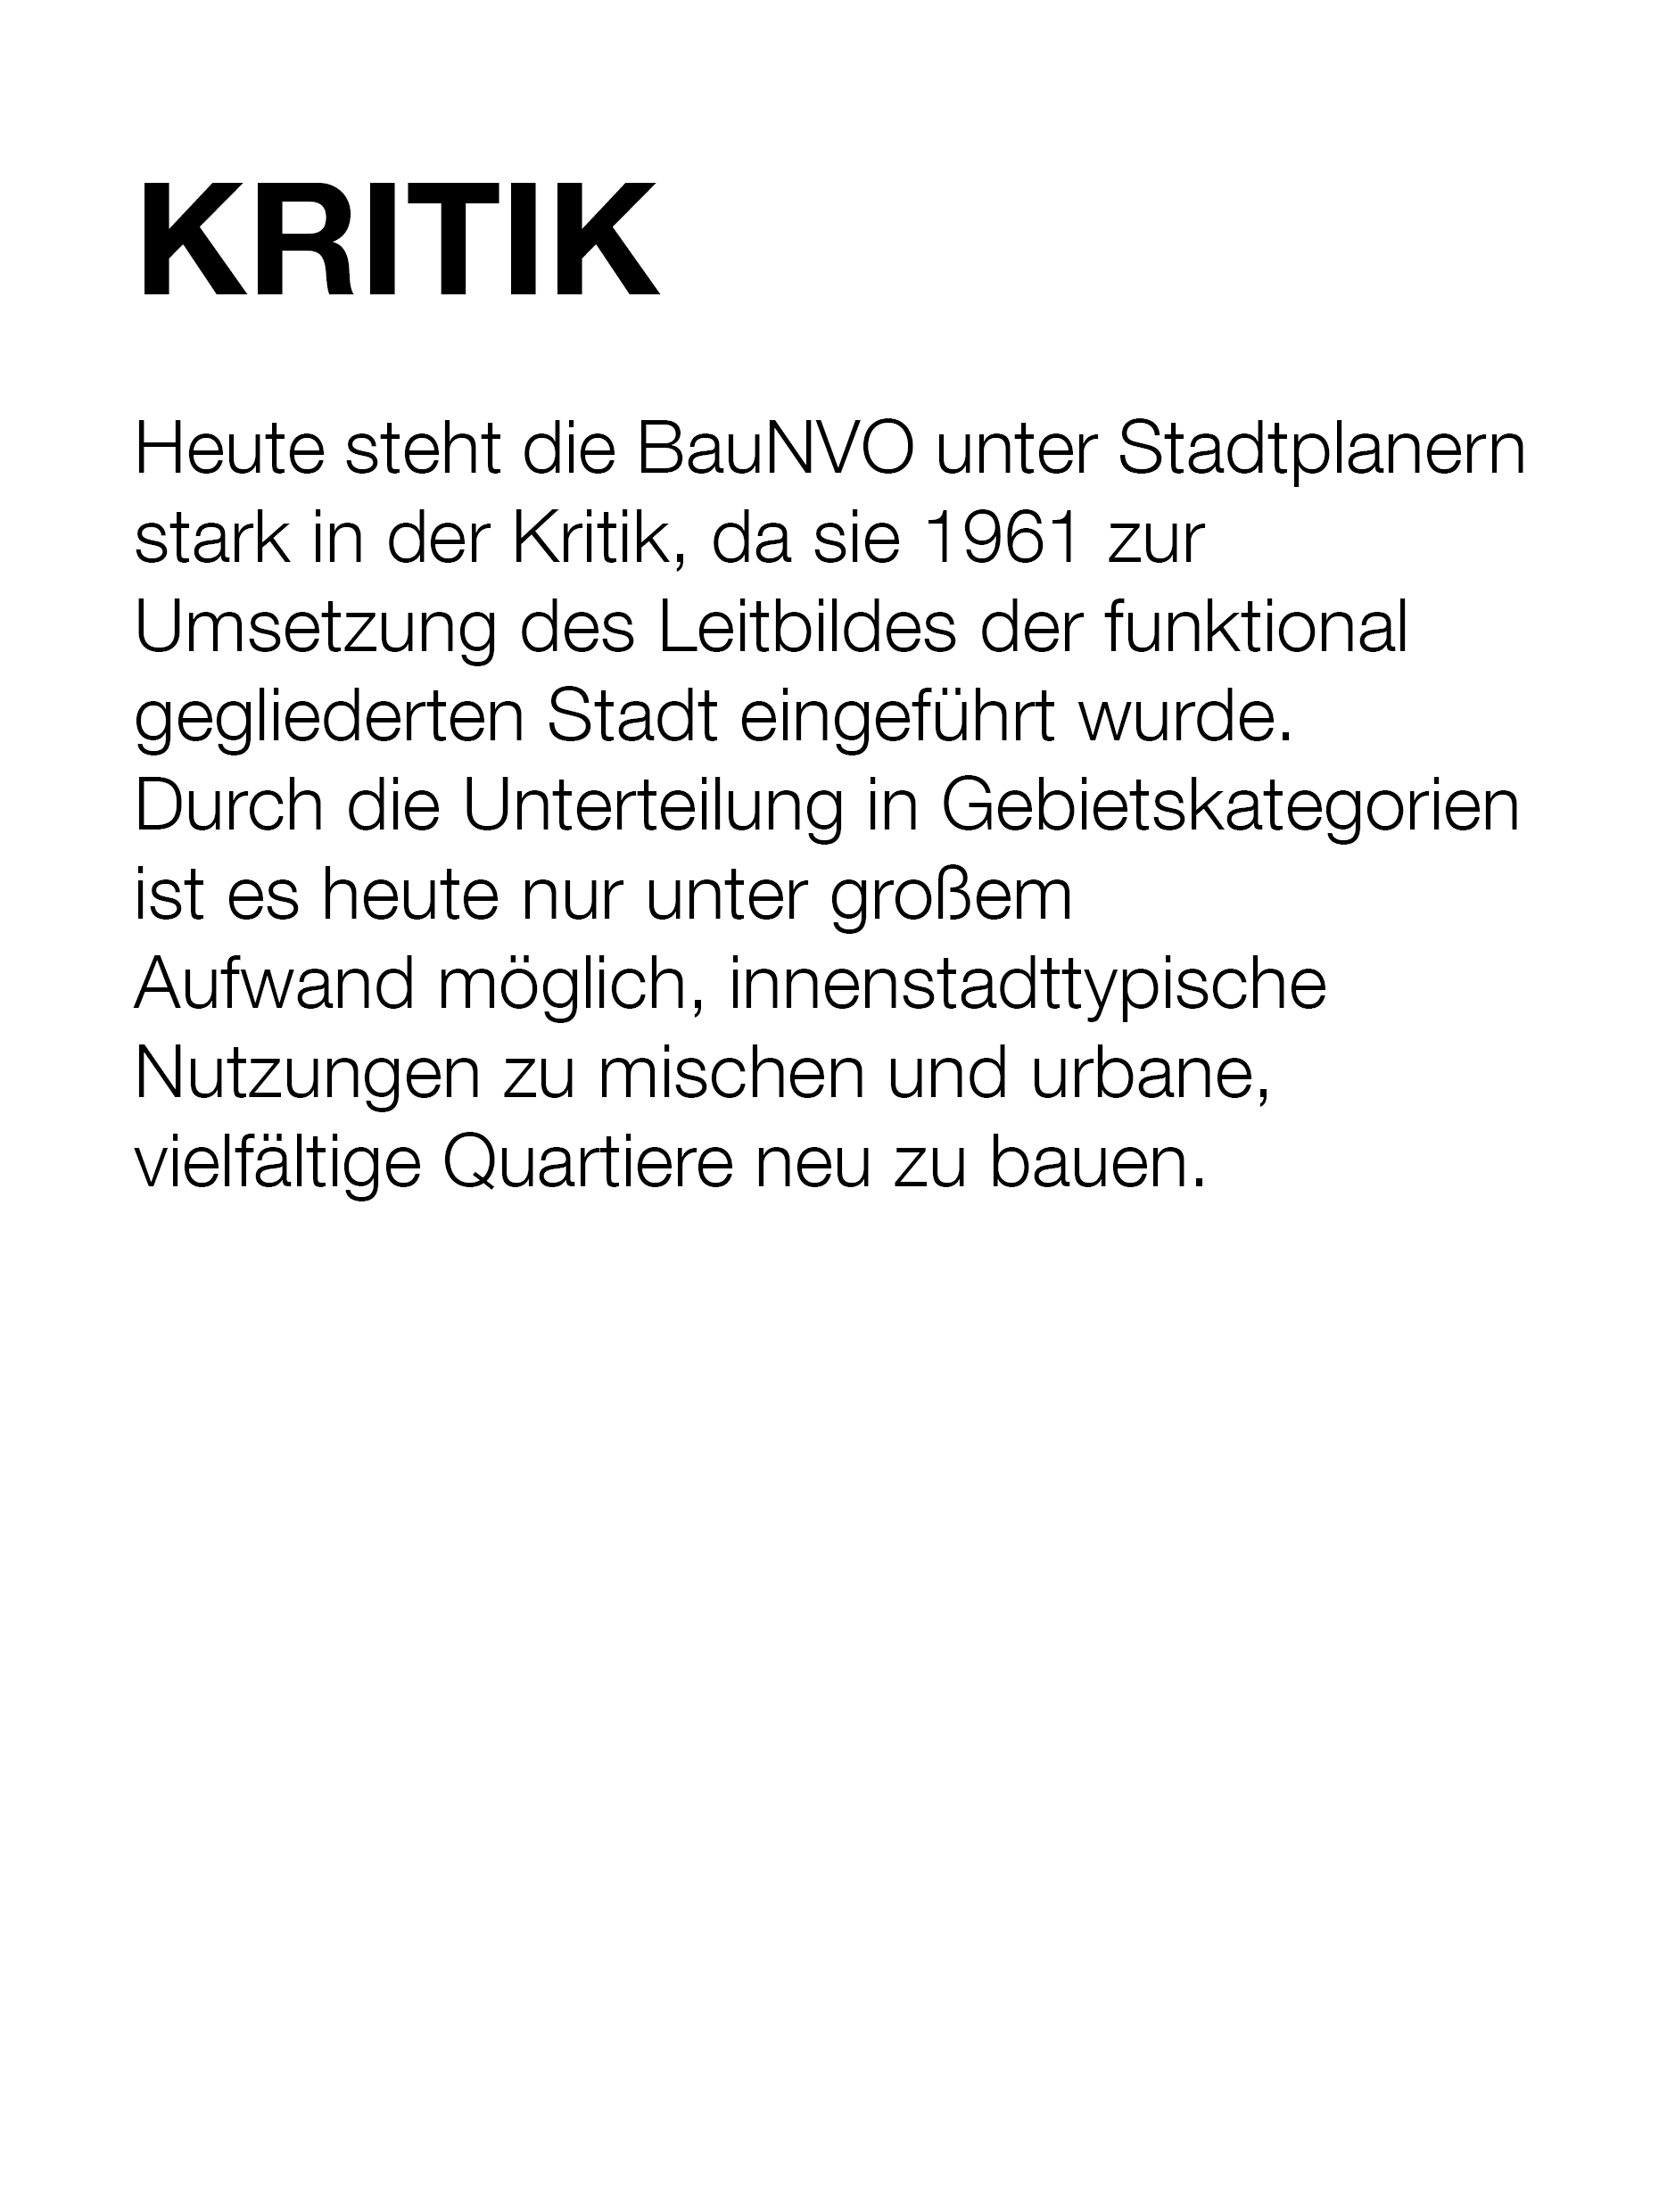 KRITIK
Heute steht die BauNVO unter Stadtplanern
stark in der Kritik, da sie 1961 zur
Umsetzung des Leitbildes der funktional
gegliederten Stadt eingeführt wurde.
Durch die Unterteilung in Gebietskategorien
ist es heute nur unter großem
Aufwand möglich, innenstadttypische
Nutzungen zu mischen und urbane,
vielfältige Quartiere neu zu bauen.